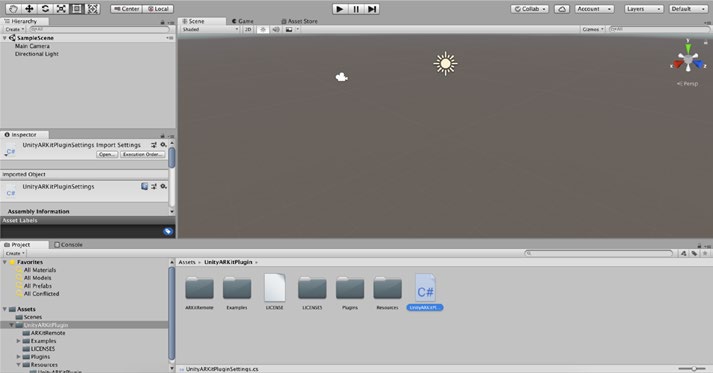 Center Local Collab Account Layers Default
Hierarchy
Create All
SampleScene
Main Camera
Directional Light
Scene Game Asset Store
Shaded 2D Gizmos All
y
x z
Persp
Inspector
UnityARKitPluginSettings Import Settings
C#
Open... Execution Order...
Imported Object
UnityARKitPluginSettings
C#
Assembly Information
Asset Labels
Project Console
Create
Favorites
All Materials
All Models
All Prefabs
All Conflicted
Assets
Scenes
UnityARKitPlugin
ARKitRemote
Examples
LICENSES
Plugins
Resources
UnityARKitPlugin
Assets UnityARKitPlugin
C#
ARKitRemote Examples LICENSE LICENSES Plugins Resources UnityARKitPl...
UnityARKitPluginSettings.cs